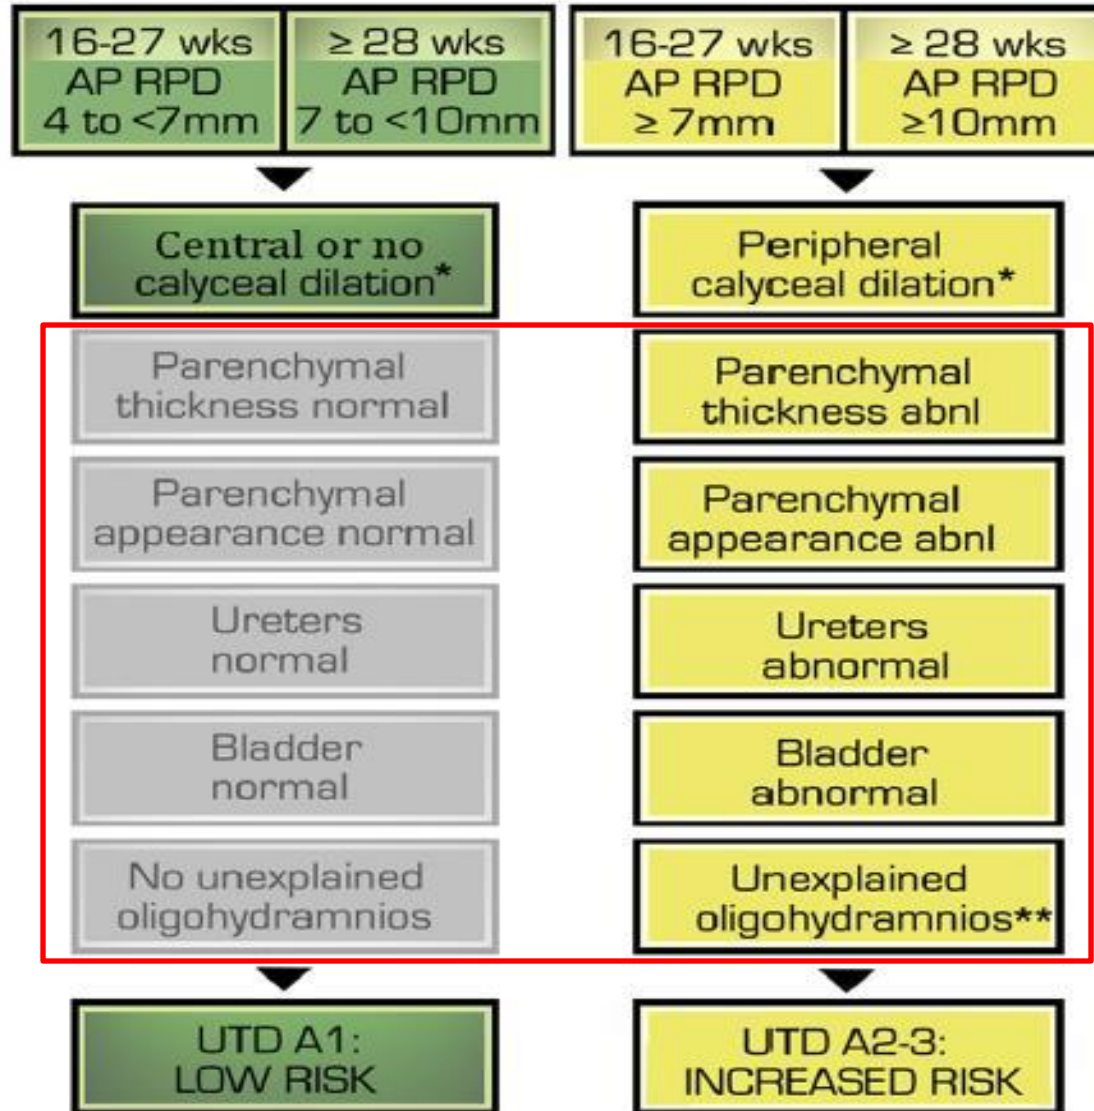 16-27 wks
AP RPD
4 to <7mm
≥ 28 wks
AP RPD
7 to <10mm
16-27 wks
AP RPD
≥ 7mm
≥ 28 wks
AP RPD
≥10mm
Central or no
calyceal dilation*
Peripheral
calyceal dilation*
Parenchymal
thickness normal
Parenchymal
thickness abnl
Parenchymal
appearance normal
Parenchymal
appearance abnl
Ureters
normal
Ureters
abnormal
Bladder
normal
Bladder
abnormal
No unexplained
oligohydramnios
Unexplained
oligohydramnios**
UTD A1:
LOW RISK
UTD A2-3:
INCREASED RISK